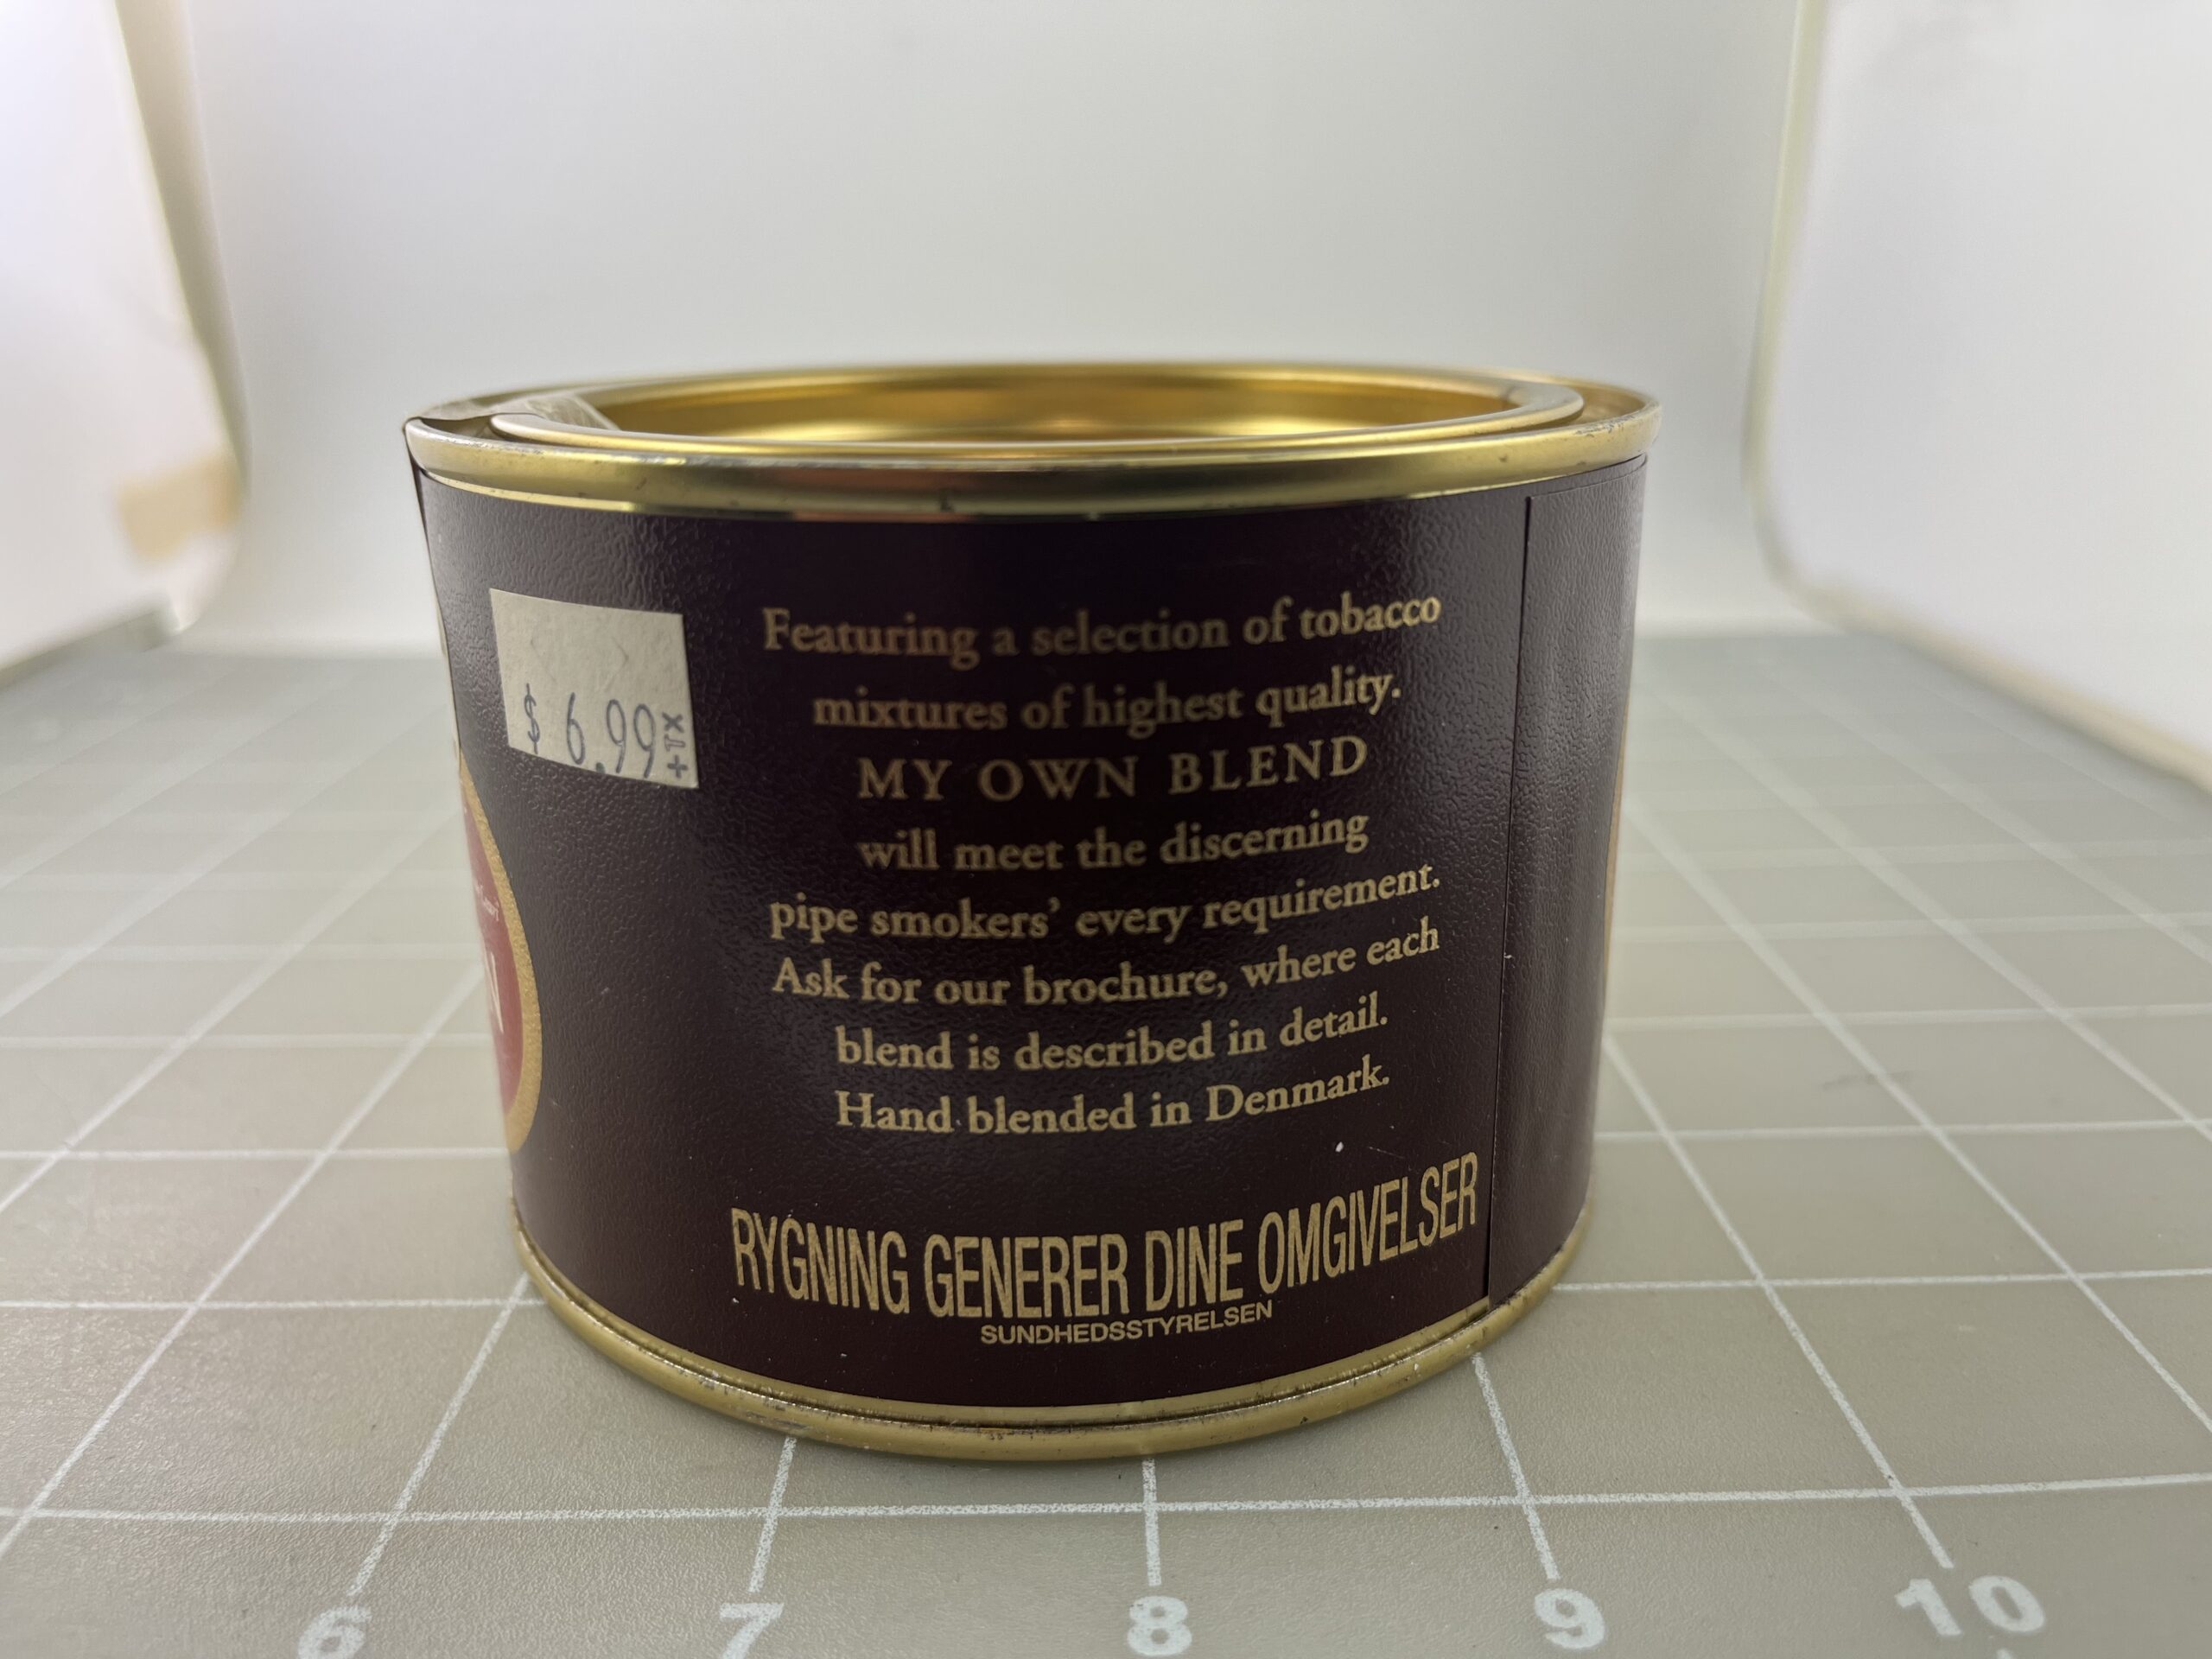 $ 6.99 +TX
Featuring a selection of tobacco
mixtures of highest quality.
MY OWN BLEND
will meet the discerning
pipe smokers' every requirement.
Ask for our brochure, where each
blend is described in detail.
Hand blended in Denmark.
RYGNING GENERER DINE OMGIVELSER
SUNDHEDSSTYRELSEN
N
6 7 8 9 10